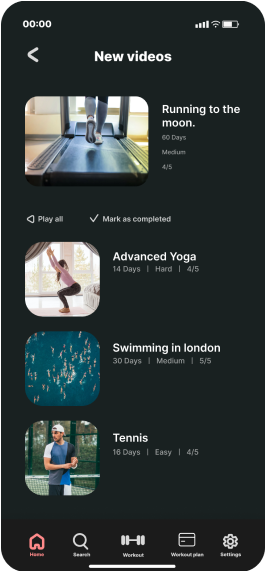 00:00
New videos
Running to the
moon.
60 Days
Medium
4/5
Play all
Mark as completed
Advanced Yoga
14 Days | Hard | 4/5
Swimming in london
30 Days | Medium | 5/5
Tennis
16 Days | Easy | 4/5
Home Search Workout Workout plan Settings